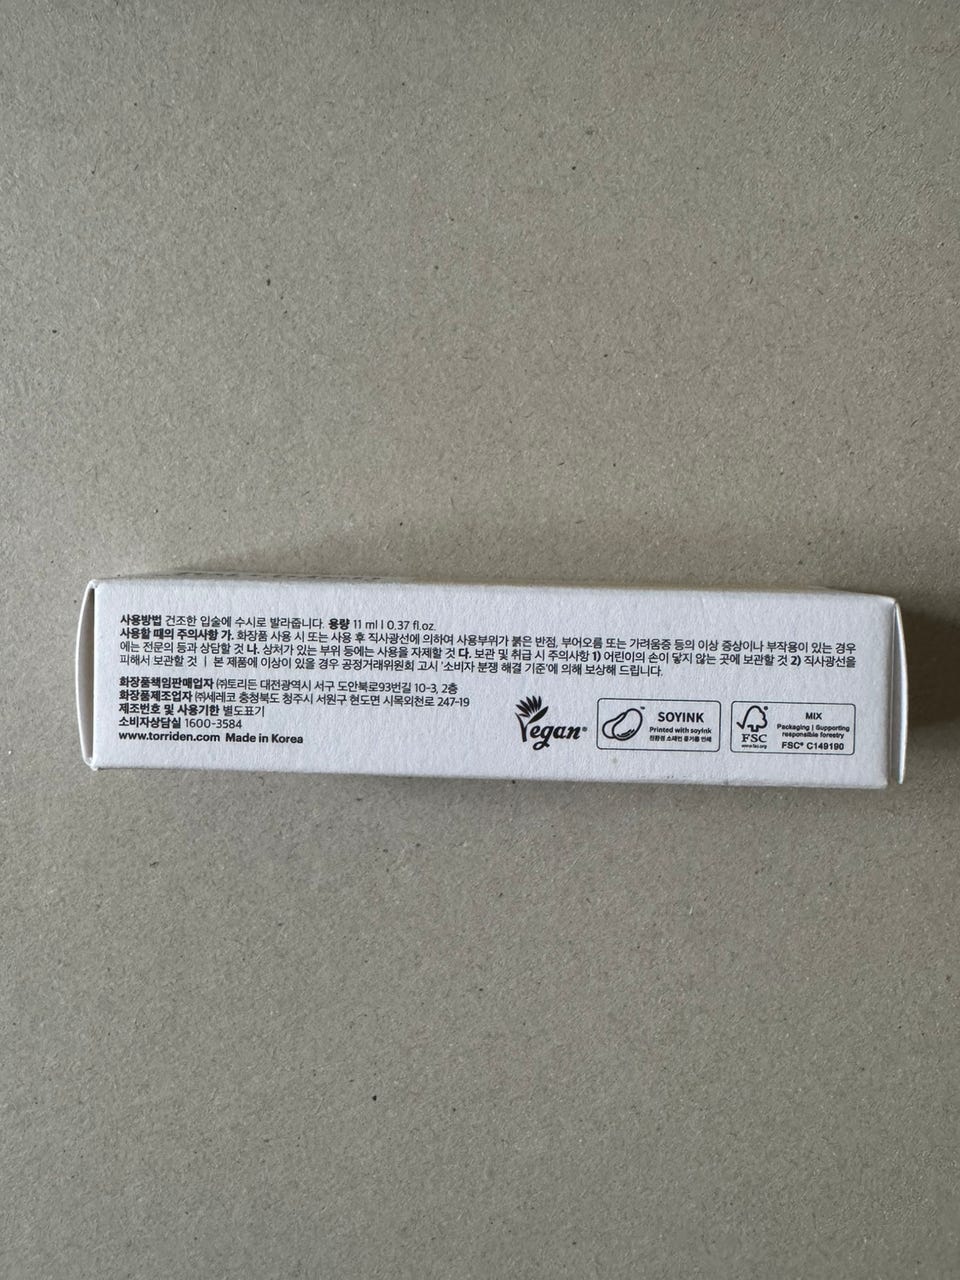 사용방법 건조한 입술에 수시로 발라줍니다. 용량 11 ml l 0.37 fl.oz.
사용할 때의 주의사항 가. 화장품 사용 시 또는 사용 후 직사광선에 의하여 사용부위가 붉은 반점, 부어오름 또는 가려움증 등의 이상 증상이나 부작용이 있는 경우
에는 전문의 등과 상담할 것 나. 상처가 있는 부위 등에는 사용을 자제할 것 다. 보관 및 취급 시 주의사항 1) 어린이의 손이 닿지 않는 곳에 보관할 것 2) 직사광선을
피해서 보관할 것 | 본 제품에 이상이 있을 경우 공정거래위원회 고시 '소비자 분쟁 해결 기준'에 의해 보상해 드립니다.
화장품책임판매업자 ㈜토리든 대전광역시 서구 도안북로93번길 10-3, 2층
화장품제조업자 ㈜세레코 충청북도 청주시 서원구 현도면 시목외천로 247-19
제조번호 및 사용기한 별도표기
소비자상담실 1600-3584
www.torriden.com Made in Korea
Vegan®
SOYINK
Printed with soyink
친환경 소재인 콩기름 인쇄
FSC
www.fsc.org
MIX
Packaging | Supporting
responsible forestry
FSC® C149190